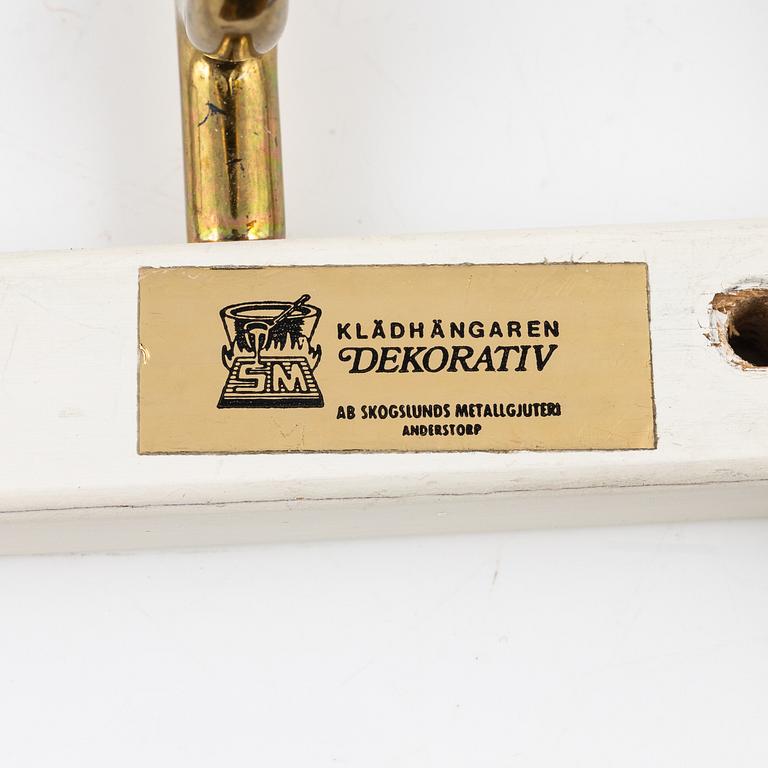 SM
KLÄDHÄNGAREN
DEKORATIV
AB SKOGSLUNDS METALLGJUTERI
ANDERSTORP